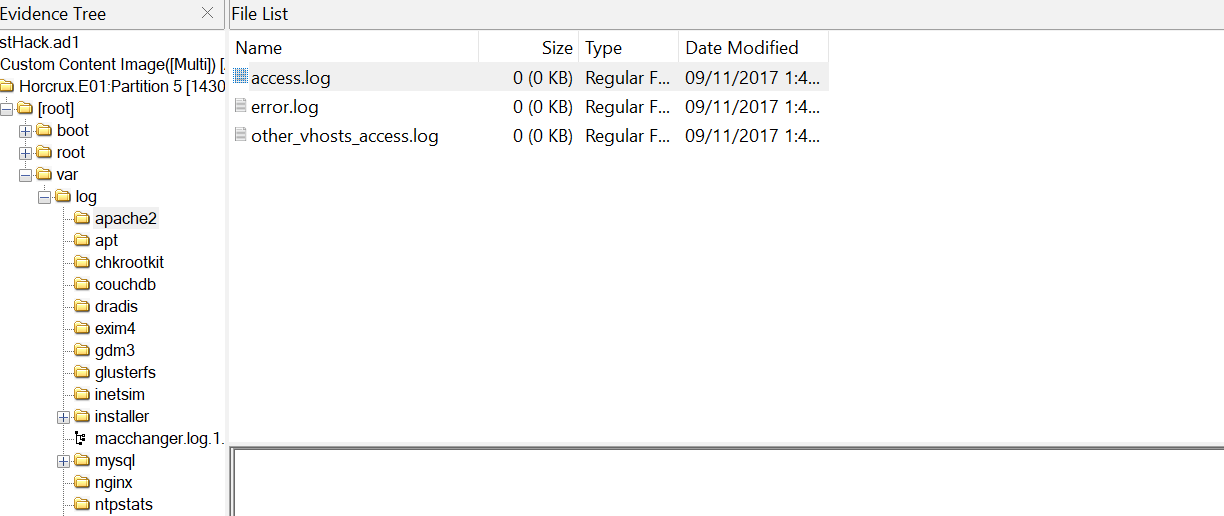 Evidence Tree
stHack.ad1
Custom Content Image([Multi]) [
Horcrux.E01:Partition 5 [1430
[root]
boot
root
var
log
apache2
apt
chkrootkit
couchdb
dradis
exim4
gdm3
glusterfs
inetsim
installer
macchanger.log.1.
mysql
nginx
ntpstats
File List
Name Size Type Date Modified
access.log 0 (0 KB) Regular F... 09/11/2017 1:4...
error.log 0 (0 KB) Regular F... 09/11/2017 1:4...
other_vhosts_access.log 0 (0 KB) Regular F... 09/11/2017 1:4...